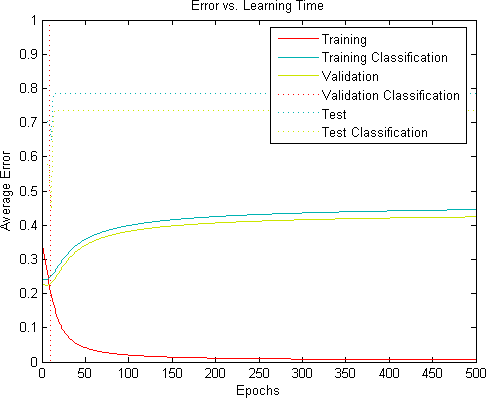 Error vs. Learning Time
1
0.9
0.8
0.7
0.6
0.5
0.4
0.3
0.2
0.1
0
Average Error
Training
Training Classification
Validation
Validation Classification
Test
Test Classification
0 50 100 150 200 250 300 350 400 450 500
Epochs